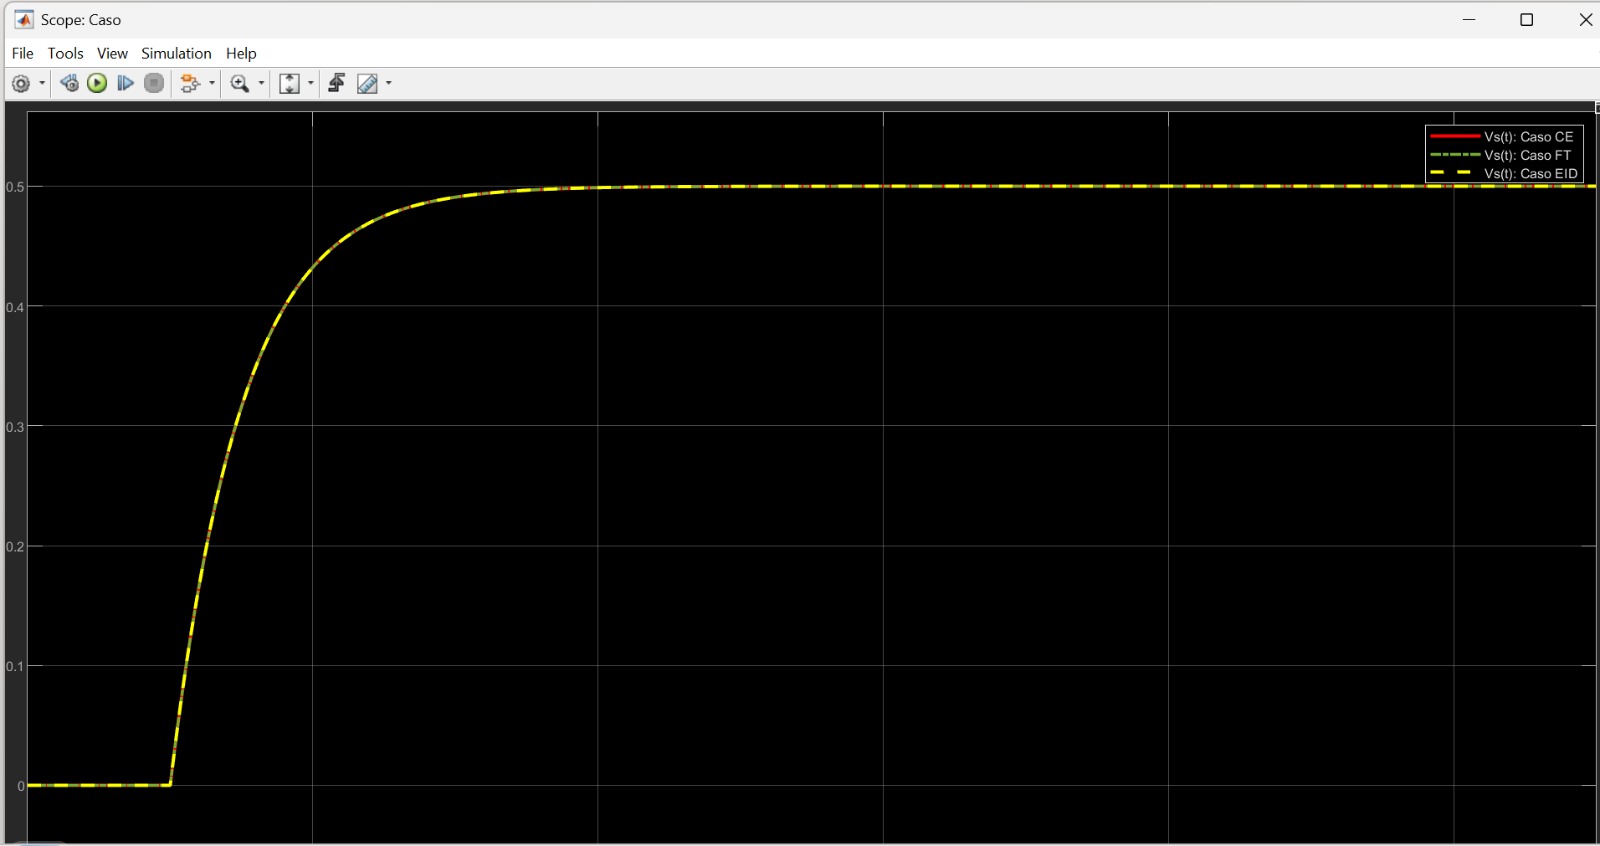 Scope: Caso
File Tools View Simulation Help
Vs(t): Caso CE
Vs(t): Caso FT
Vs(t): Caso EID
0.5
0.4
0.3
0.2
0.1
0